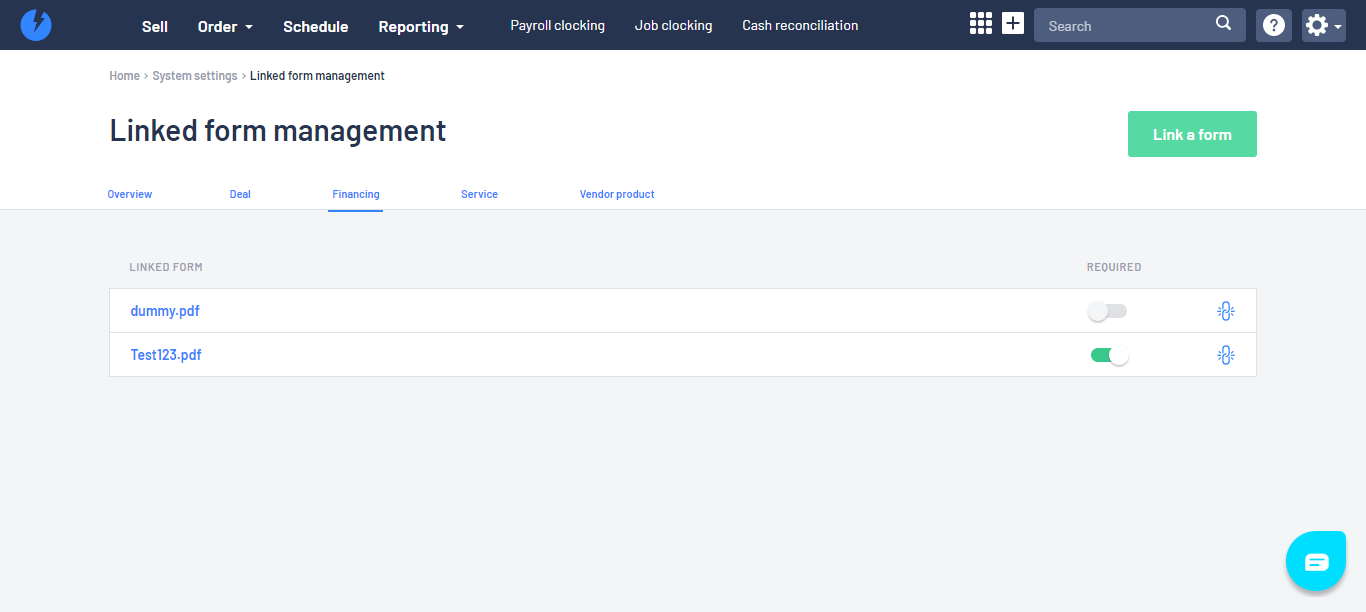 Sell Order Schedule Reporting Payroll clocking Job clocking Cash reconciliation Search ?
Home › System settings › Linked form management
Linked form management
Link a form
Overview Deal Financing Service Vendor product
LINKED FORM REQUIRED
dummy.pdf
Test123.pdf